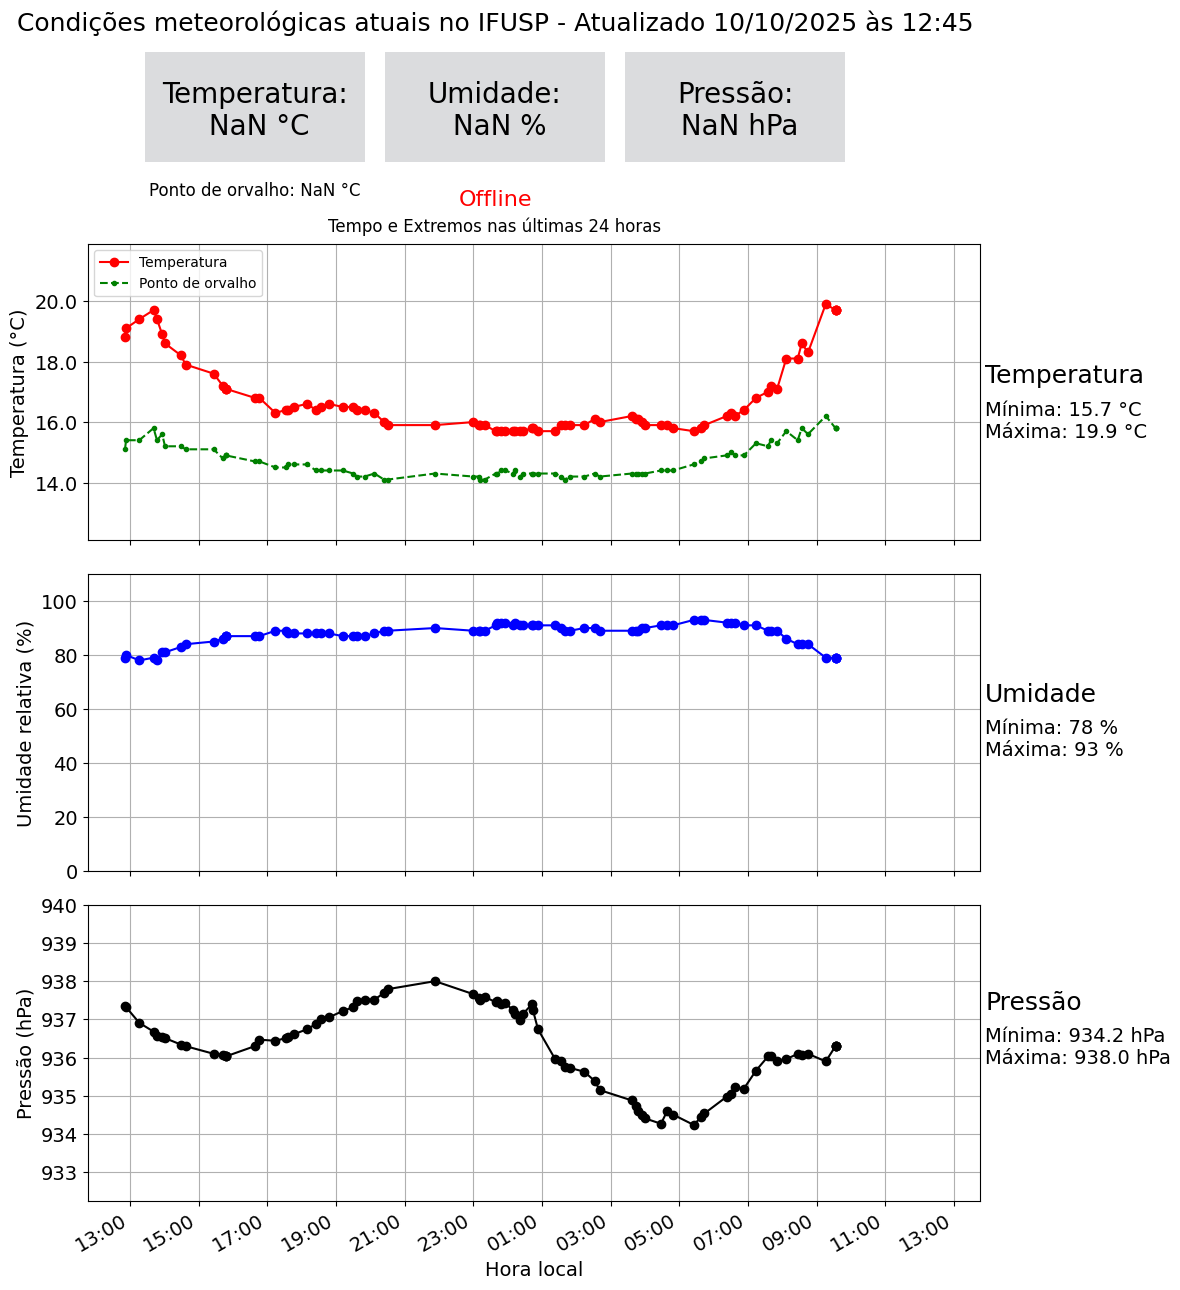 Condições meteorológicas atuais no IFUSP - Atualizado 10/10/2025 às 12:45
Temperatura:
NaN °C
Umidade:
NaN %
Pressão:
NaN hPa
Ponto de orvalho: NaN °C
Offline
Tempo e Extremos nas últimas 24 horas
Temperatura
Ponto de orvalho
Temperatura (°C)
20.0
18.0
16.0
14.0
Temperatura
Mínima: 15.7 °C
Máxima: 19.9 °C
Umidade relativa (%)
100
80
60
40
20
0
Umidade
Mínima: 78 %
Máxima: 93 %
Pressão (hPa)
940
939
938
937
936
935
934
933
Pressão
Mínima: 934.2 hPa
Máxima: 938.0 hPa
13:00 15:00 17:00 19:00 21:00 23:00 01:00 03:00 05:00 07:00 09:00 11:00 13:00
Hora local